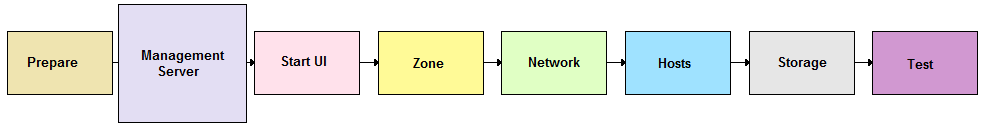 Prepare
Management
Server
Start UI
Zone
Network
Hosts
Storage
Test